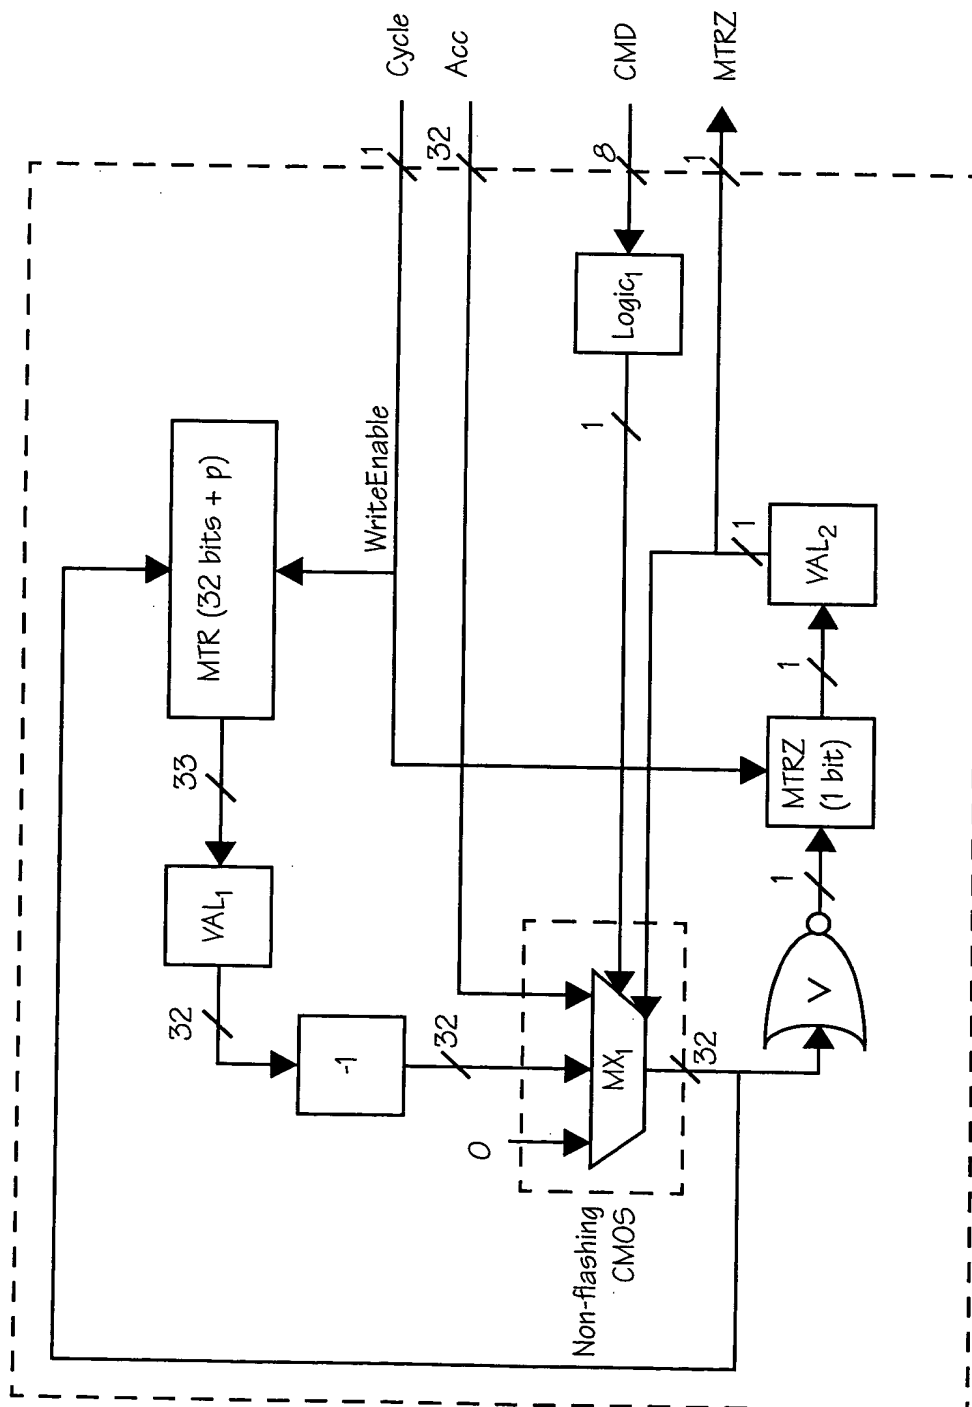 Cycle
1
Acc
32
CMD
8
MTRZ
1
WriteEnable
MTR (32 bits + p)
33
VAL₁
32
-1
32
0
MX₁
32
Non-flashing
CMOS
Logic₁
1
V
1
MTRZ
(1 bit)
1
VAL₂
1